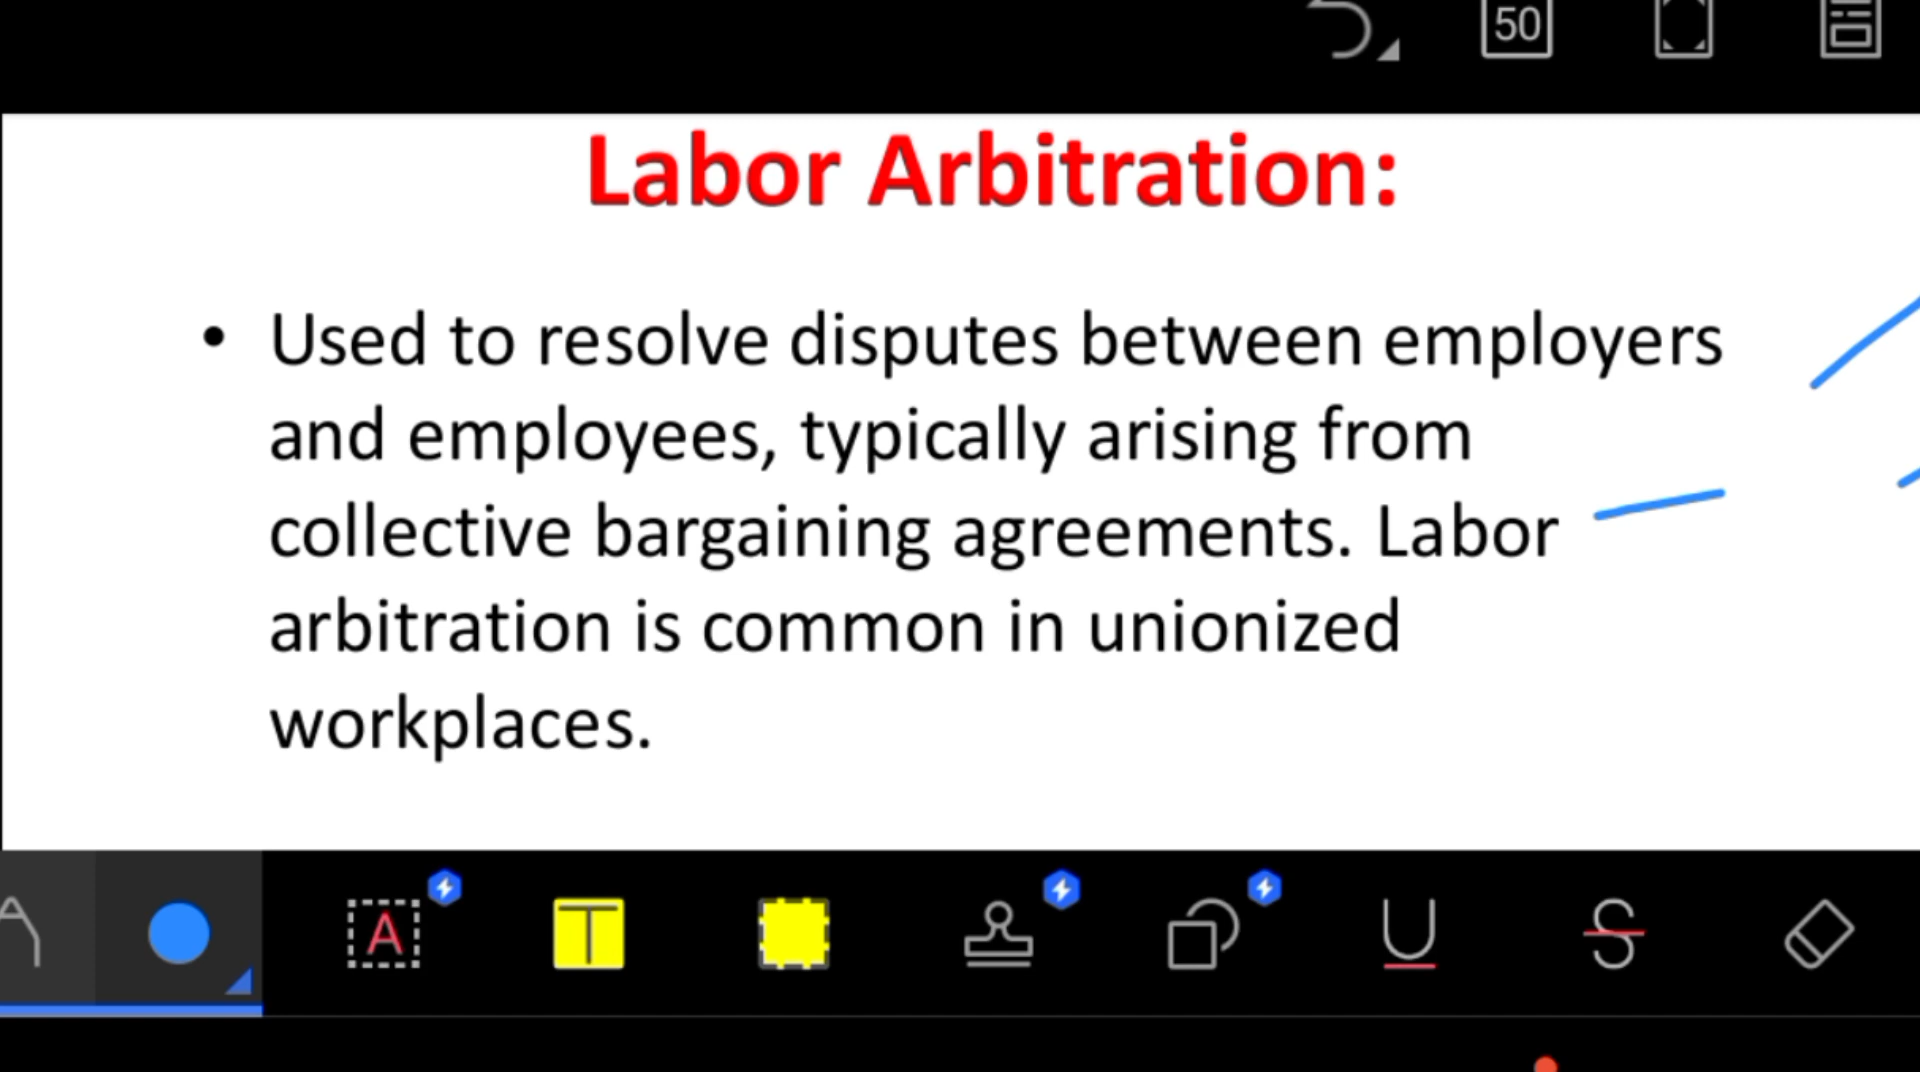 50
Labor Arbitration:
• Used to resolve disputes between employers
and employees, typically arising from
collective bargaining agreements. Labor
arbitration is common in unionized
workplaces.
A T U S